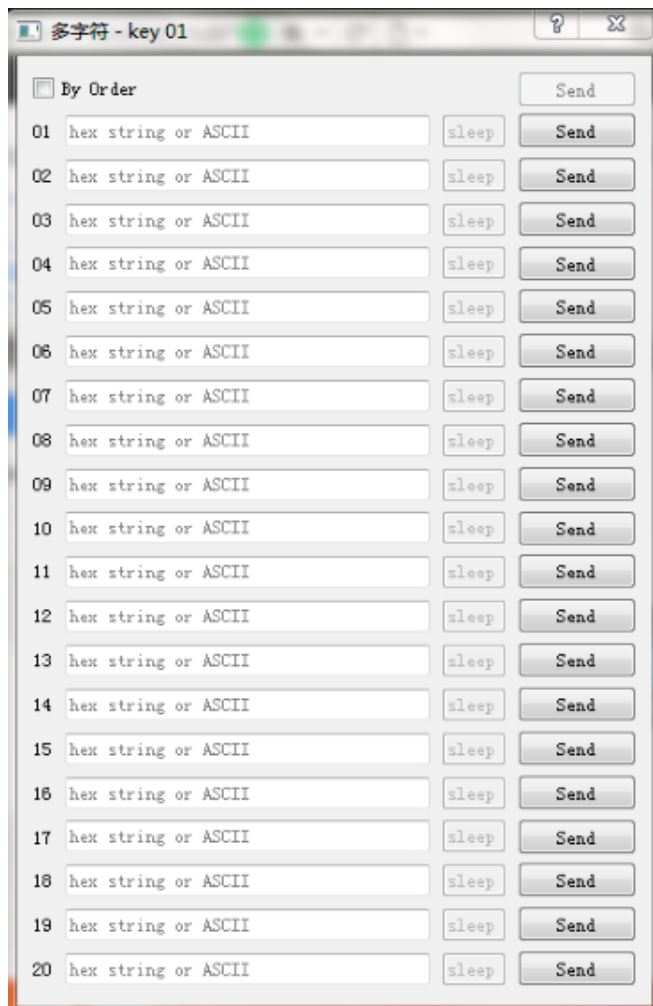 多字符 - key 01
By Order Send
01 hex string or ASCII sleep Send
02 hex string or ASCII sleep Send
03 hex string or ASCII sleep Send
04 hex string or ASCII sleep Send
05 hex string or ASCII sleep Send
06 hex string or ASCII sleep Send
07 hex string or ASCII sleep Send
08 hex string or ASCII sleep Send
09 hex string or ASCII sleep Send
10 hex string or ASCII sleep Send
11 hex string or ASCII sleep Send
12 hex string or ASCII sleep Send
13 hex string or ASCII sleep Send
14 hex string or ASCII sleep Send
15 hex string or ASCII sleep Send
16 hex string or ASCII sleep Send
17 hex string or ASCII sleep Send
18 hex string or ASCII sleep Send
19 hex string or ASCII sleep Send
20 hex string or ASCII sleep Send